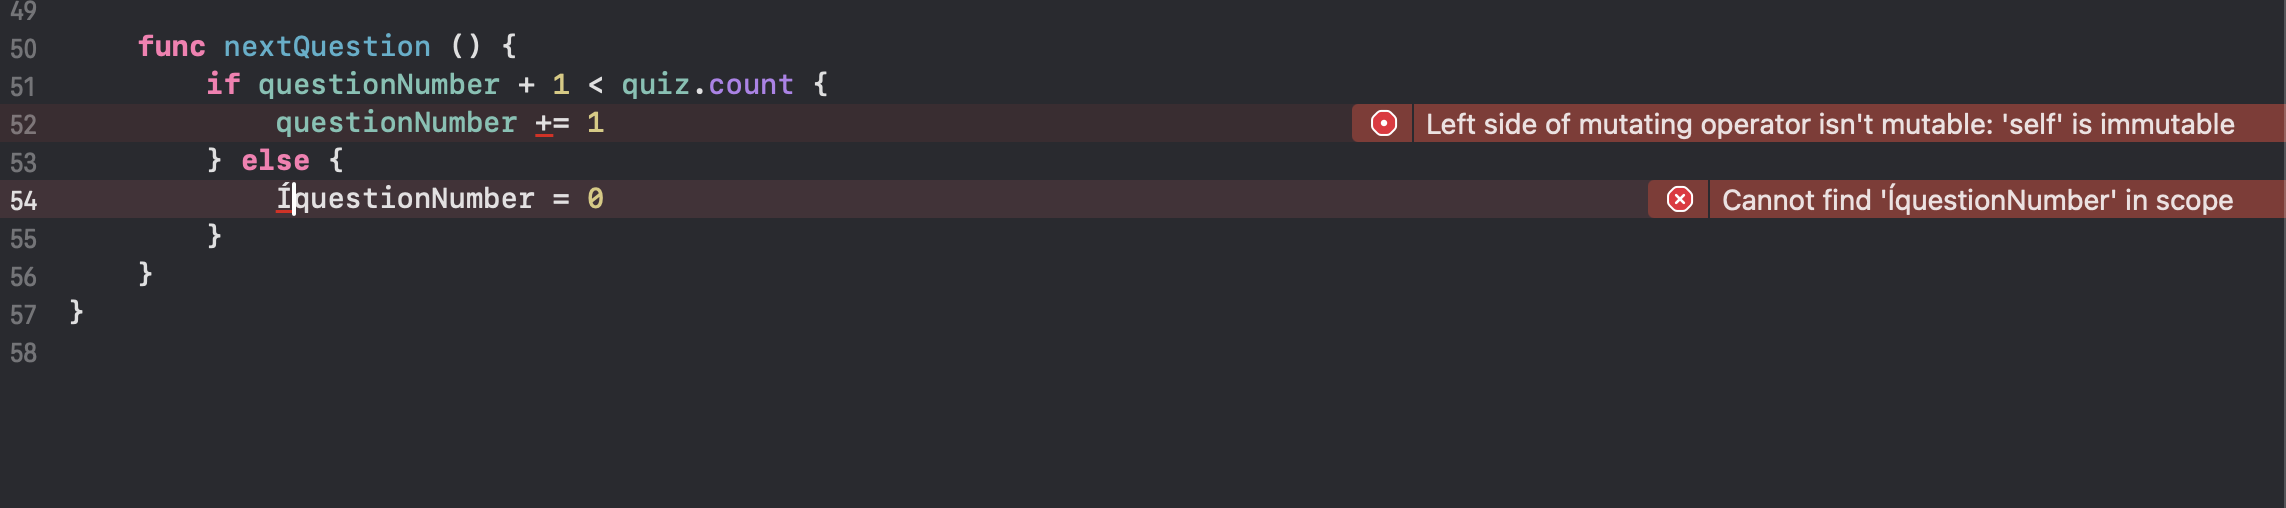 49
50 func nextQuestion () {
51 if questionNumber + 1 < quiz.count {
52 questionNumber += 1 Left side of mutating operator isn't mutable: 'self' is immutable
53 } else {
54 ÍquestionNumber = 0 Cannot find 'ÍquestionNumber' in scope
55 }
56 }
57 }
58